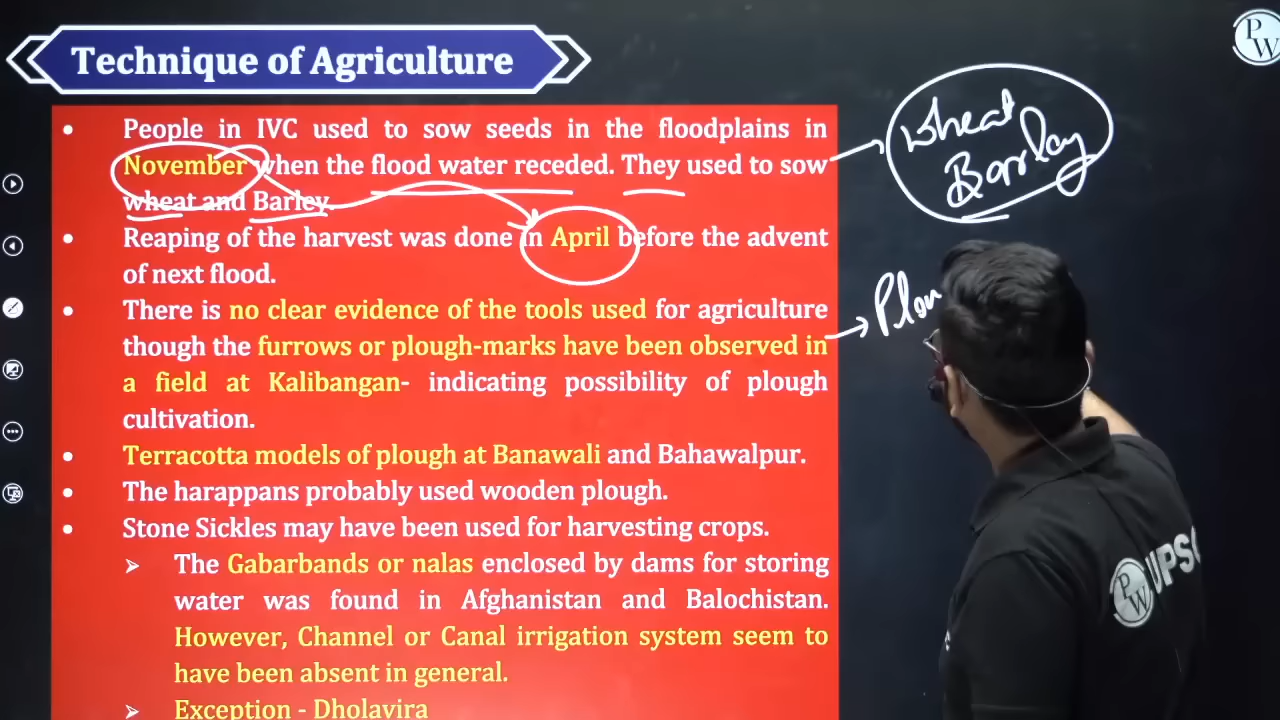 Technique of Agriculture
PW
• People in IVC used to sow seeds in the floodplains in
November when the flood water receded. They used to sow
wheat and Barley.
wheat
Barley
• Reaping of the harvest was done in April before the advent
of next flood.
• There is no clear evidence of the tools used for agriculture
though the furrows or plough-marks have been observed in
a field at Kalibangan- indicating possibility of plough
cultivation.
• Terracotta models of plough at Banawali and Bahawalpur.
• The harappans probably used wooden plough.
• Stone Sickles may have been used for harvesting crops.
➢ The Gabarbands or nalas enclosed by dams for storing
water was found in Afghanistan and Balochistan.
However, Channel or Canal irrigation system seem to
have been absent in general.
➢ Exception - Dholavira
PW UPSC